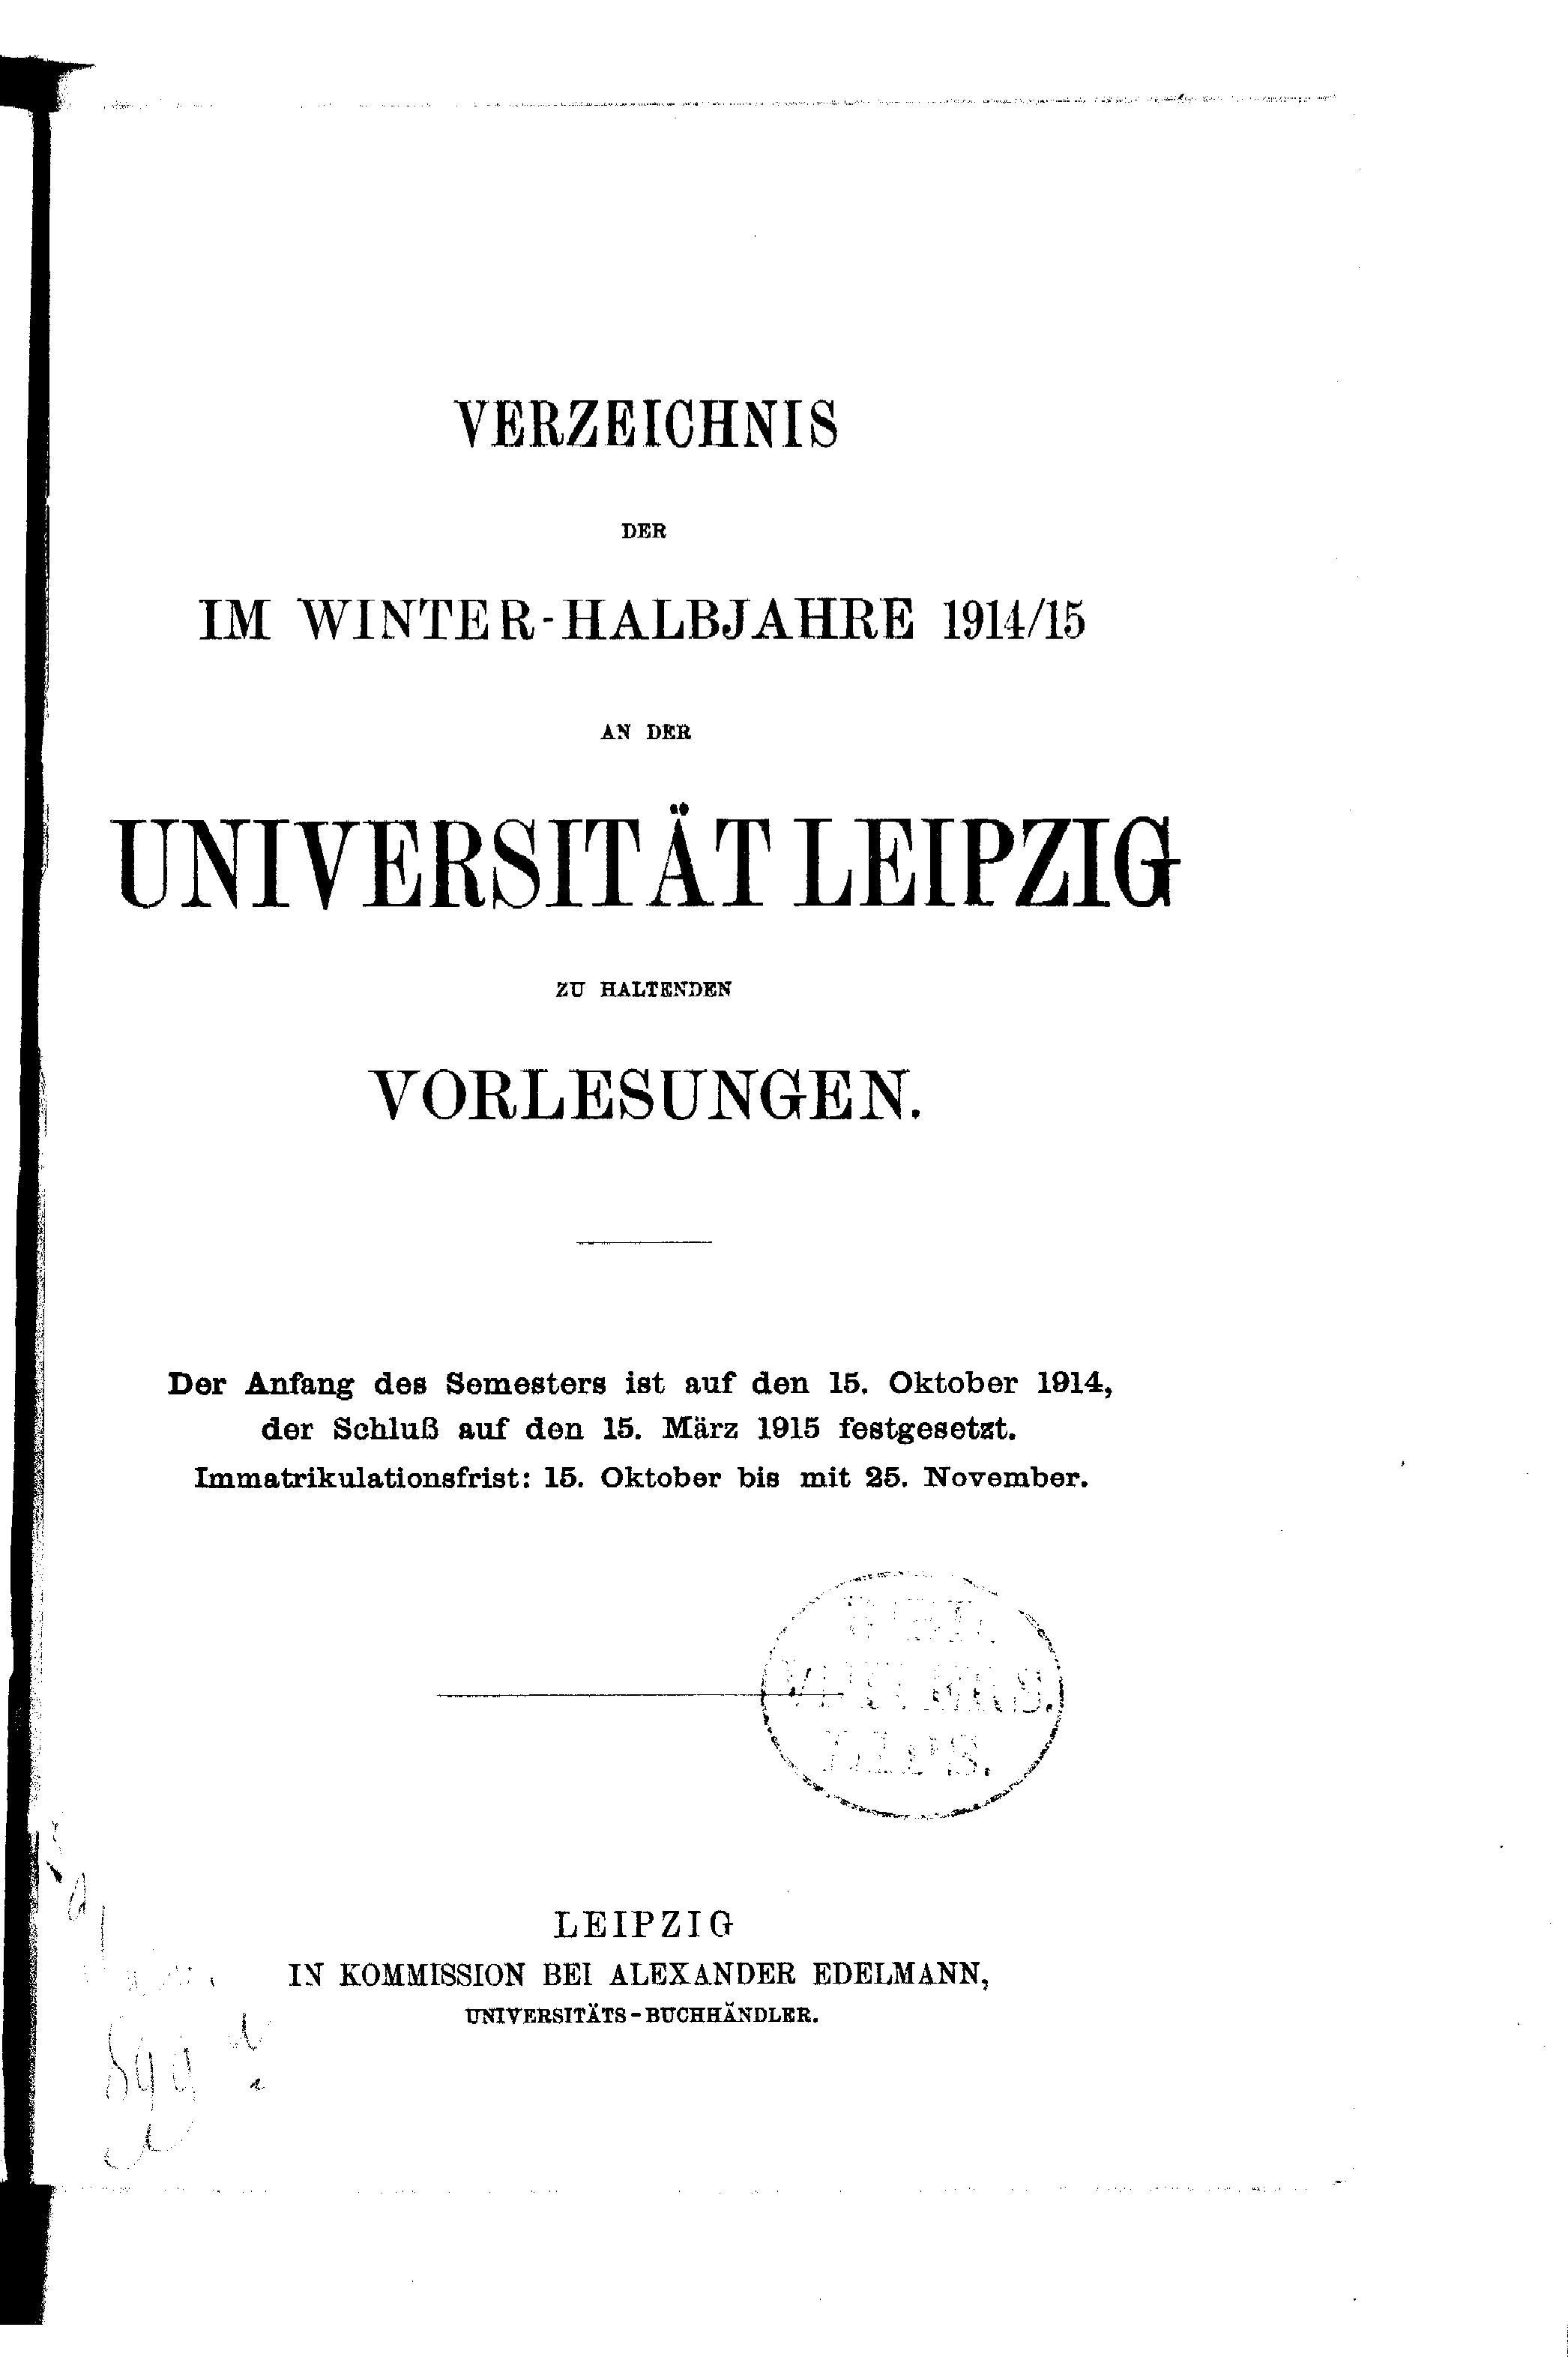 VERZEICHNIS
DER
IM WINTER-HALBJAHRE 1914/15
AN DER
UNIVERSITÄT LEIPZIG
ZU HALTENDEN
VORLESUNGEN.
Der Anfang des Semesters ist auf den 15. Oktober 1914,
der Schluß auf den 15. März 1915 festgesetzt.
Immatrikulationsfrist: 15. Oktober bis mit 25. November.
LEIPZIG
IN KOMMISSION BEI ALEXANDER EDELMANN,
UNIVERSITÄTS-BUCHHÄNDLER.